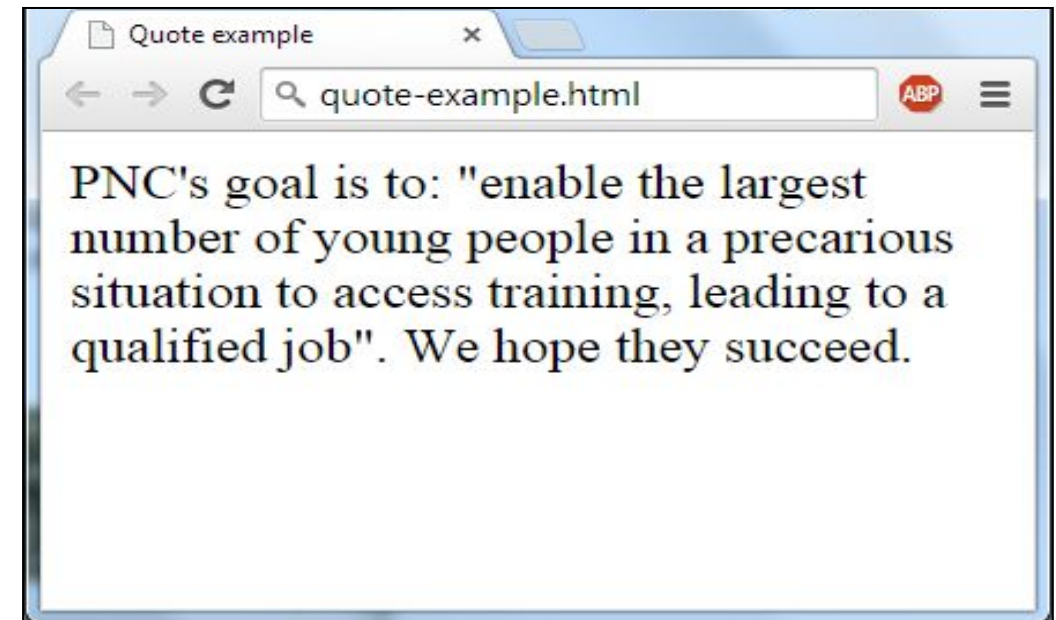 Quote example
quote-example.html
ABP
PNC's goal is to: "enable the largest
number of young people in a precarious
situation to access training, leading to a
qualified job". We hope they succeed.